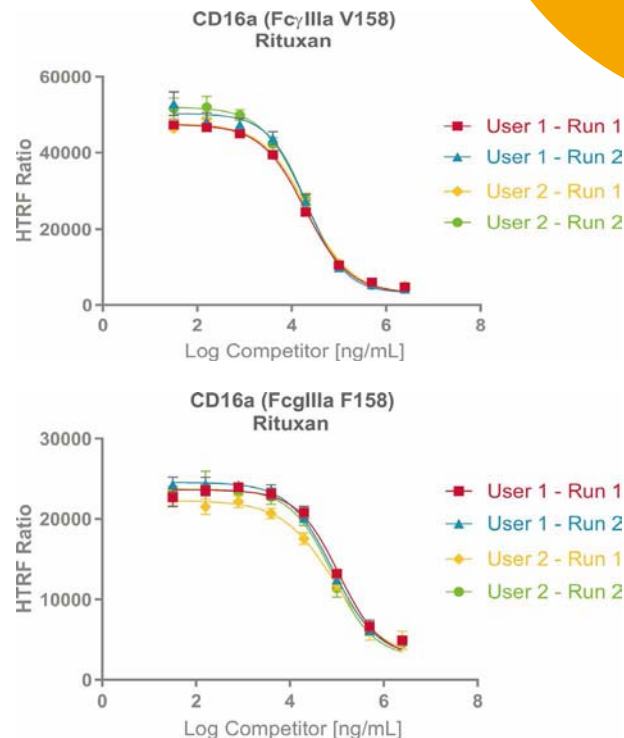 CD16a (FcγIIIa V158)
Rituxan
HTRF Ratio
60000
40000
20000
0
0 2 4 6 8
Log Competitor [ng/mL]
User 1 - Run 1
User 1 - Run 2
User 2 - Run 1
User 2 - Run 2
CD16a (FcgIIIa F158)
Rituxan
HTRF Ratio
30000
20000
10000
0
0 2 4 6 8
Log Competitor [ng/mL]
User 1 - Run 1
User 1 - Run 2
User 2 - Run 1
User 2 - Run 2